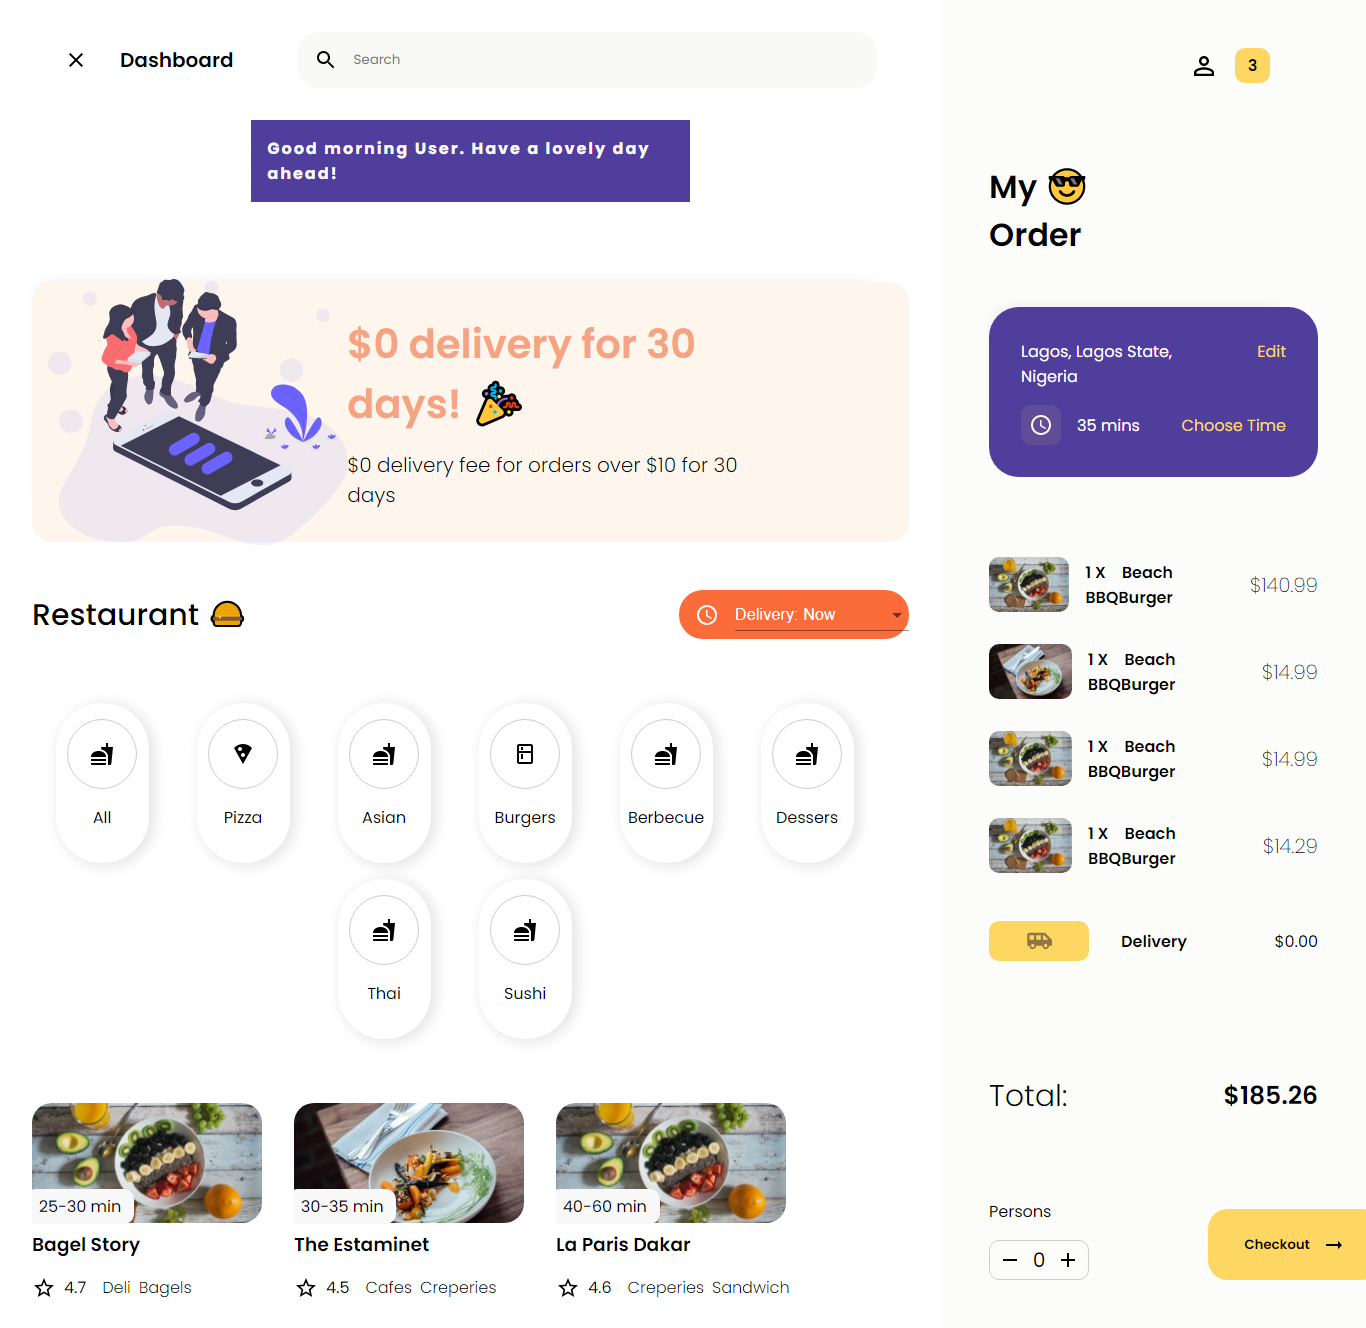 Dashboard
Search
3
Good morning User. Have a lovely day
ahead!
$0 delivery for 30
days! 🎉
$0 delivery fee for orders over $10 for 30
days
Restaurant 🍔
Delivery: Now
All
Pizza
Asian
Burgers
Berbecue
Dessers
Thai
Sushi
25-30 min
Bagel Story
4.7 Deli Bagels
30-35 min
The Estaminet
4.5 Cafes Creperies
40-60 min
La Paris Dakar
4.6 Creperies Sandwich
My 😎
Order
Lagos, Lagos State,
Nigeria
Edit
35 mins
Choose Time
1 X Beach
BBQBurger
$140.99
1 X Beach
BBQBurger
$14.99
1 X Beach
BBQBurger
$14.99
1 X Beach
BBQBurger
$14.29
Delivery
$0.00
Total:
$185.26
Persons
0
Checkout